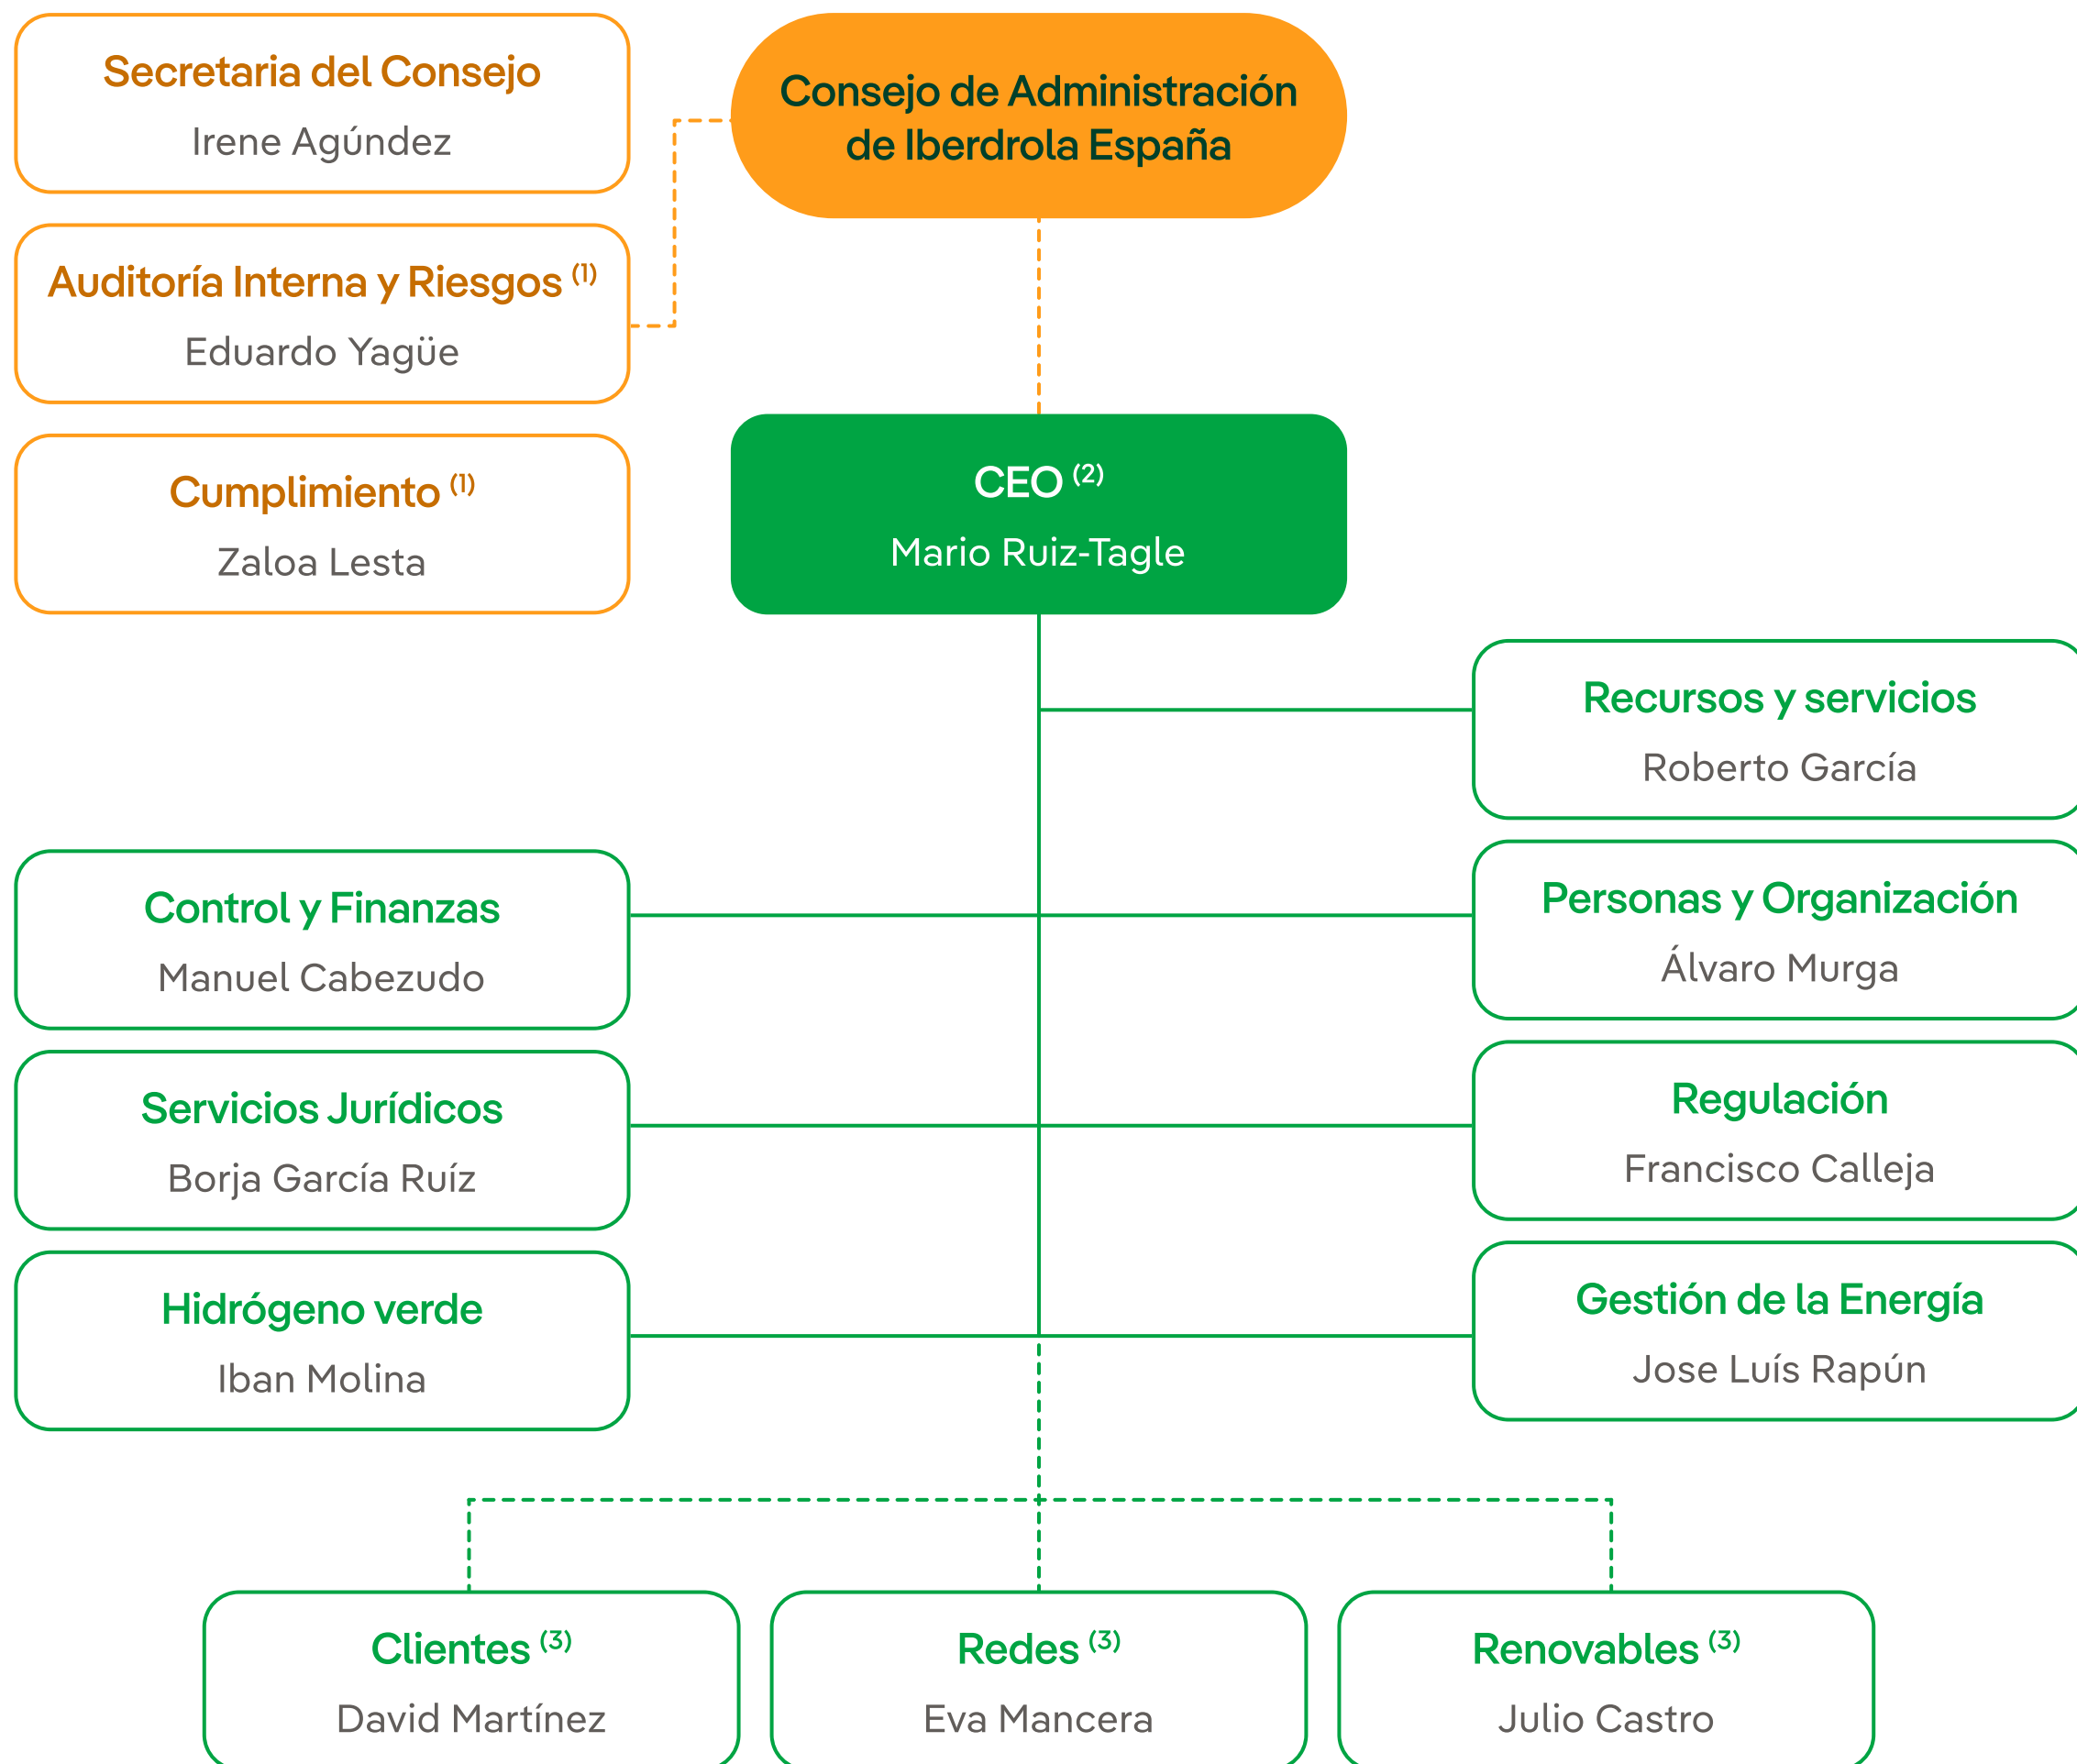 Secretaria del Consejo
Irene Agúndez
Consejo de Administración
de Iberdrola España
Auditoría Interna y Riesgos (1)
Eduardo Yagüe
Cumplimiento (1)
Zaloa Lesta
CEO (2)
Mario Ruiz-Tagle
Recursos y servicios
Roberto García
Control y Finanzas
Manuel Cabezudo
Personas y Organización
Álvaro Murga
Servicios Jurídicos
Borja García Ruíz
Regulación
Francisco Calleja
Hidrógeno verde
Iban Molina
Gestión de la Energía
Jose Luís Rapún
Clientes (3)
David Martínez
Redes (3)
Eva Mancera
Renovables (3)
Julio Castro